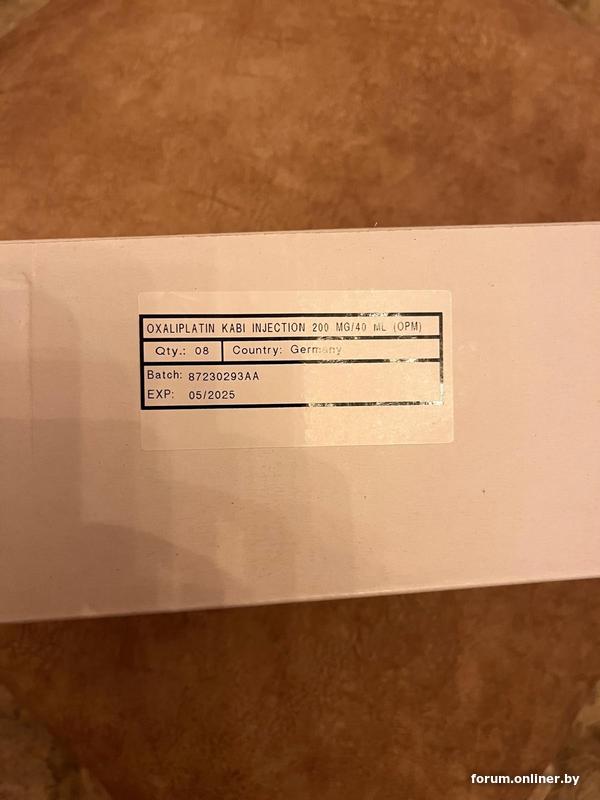 OXALIPLATIN KABI INJECTION 200 MG/40 ML (OPM)
Qty.: 08 Country: Germany
Batch: 87230293AA
EXP: 05/2025
forum.onliner.by